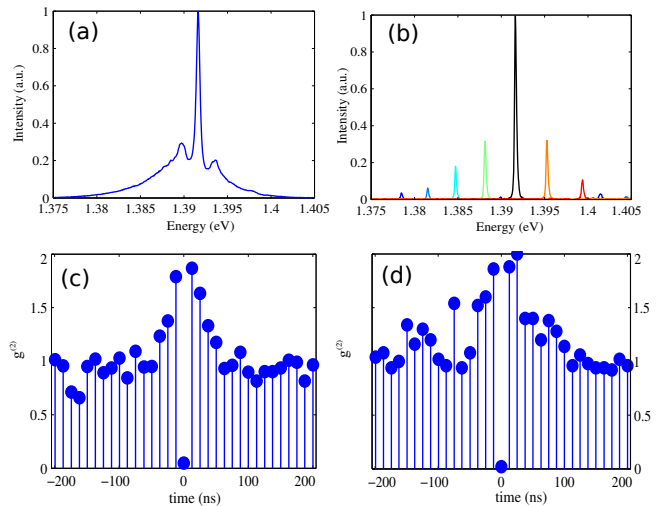 (a)
Intensity (a.u.)
1
0.8
0.6
0.4
0.2
0
1.375 1.38 1.385 1.39 1.395 1.4 1.405
Energy (eV)
(b)
Intensity (a.u.)
1
0.8
0.6
0.4
0.2
0
1.375 1.38 1.385 1.39 1.395 1.4 1.405
Energy (eV)
(c)
g(2)
2
1.5
1
0.5
0
−200 −100 0 100 200
time (ns)
(d)
2
1.5
1
0.5
0
g(2)
−200 −100 0 100 200
time (ns)